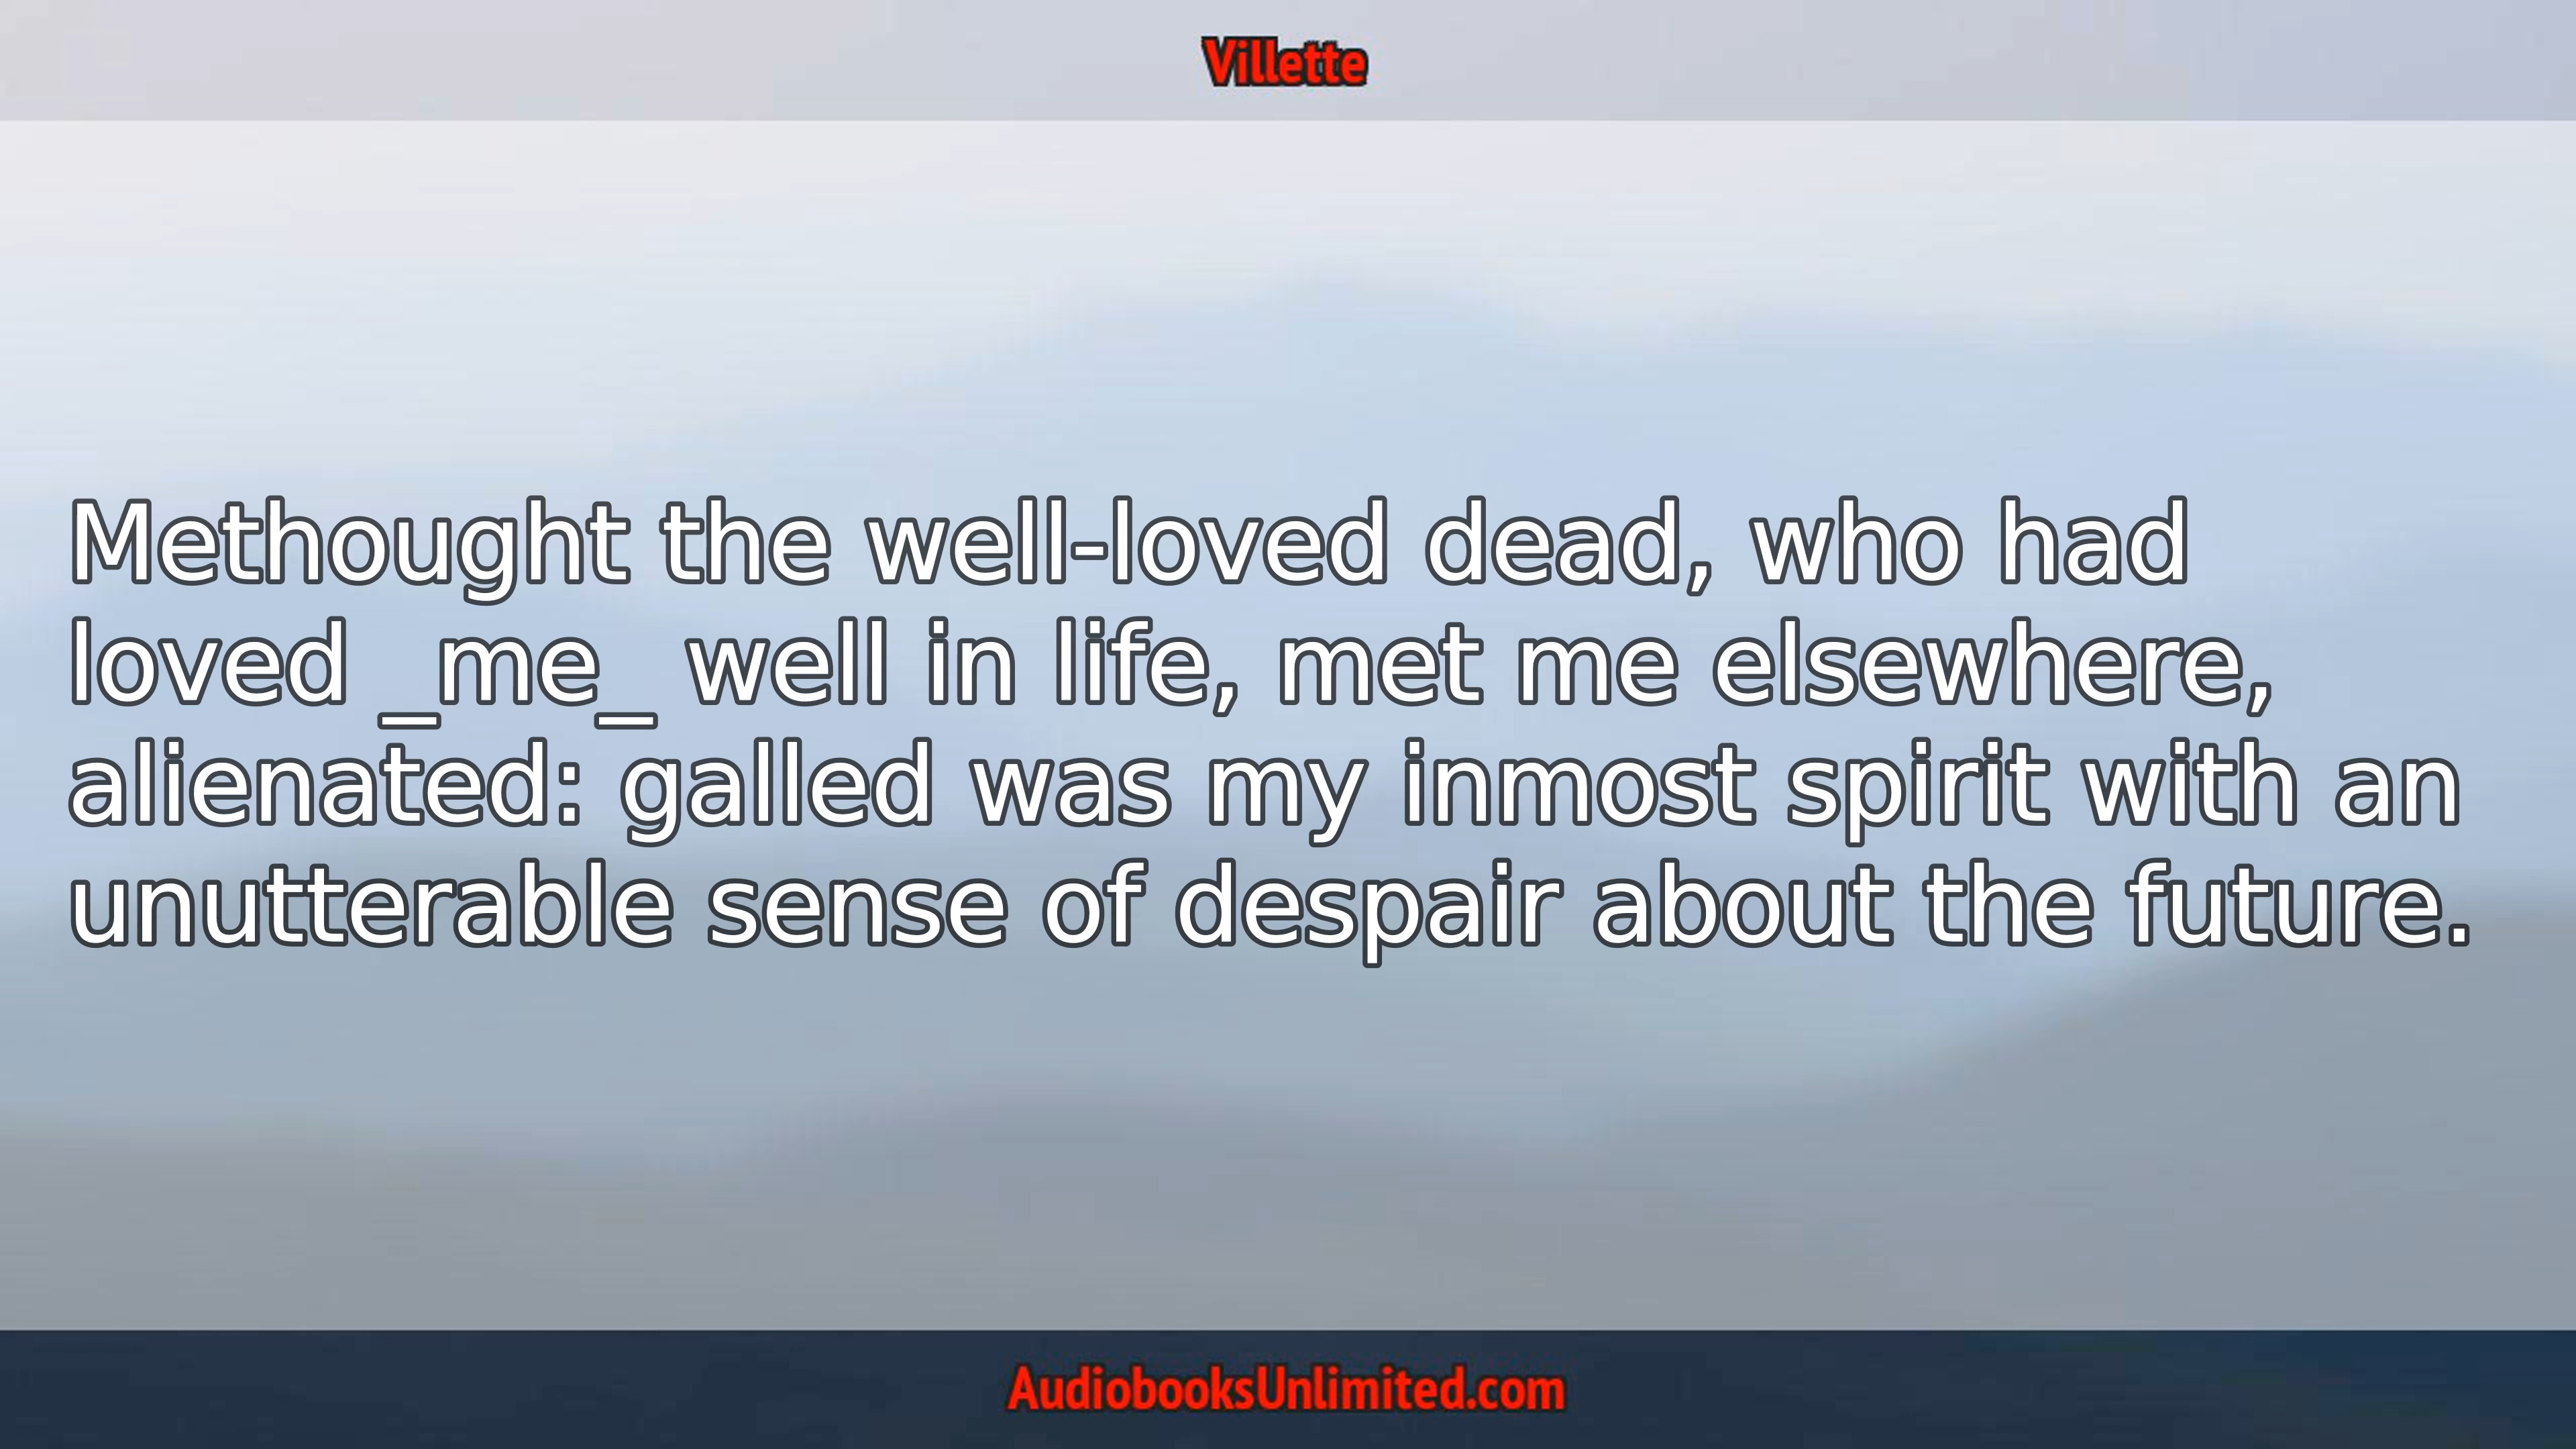 Villette
Methought the well-loved dead, who had
loved _me_ well in life, met me elsewhere,
alienated: galled was my inmost spirit with an
unutterable sense of despair about the future.
AudiobooksUnlimited.com